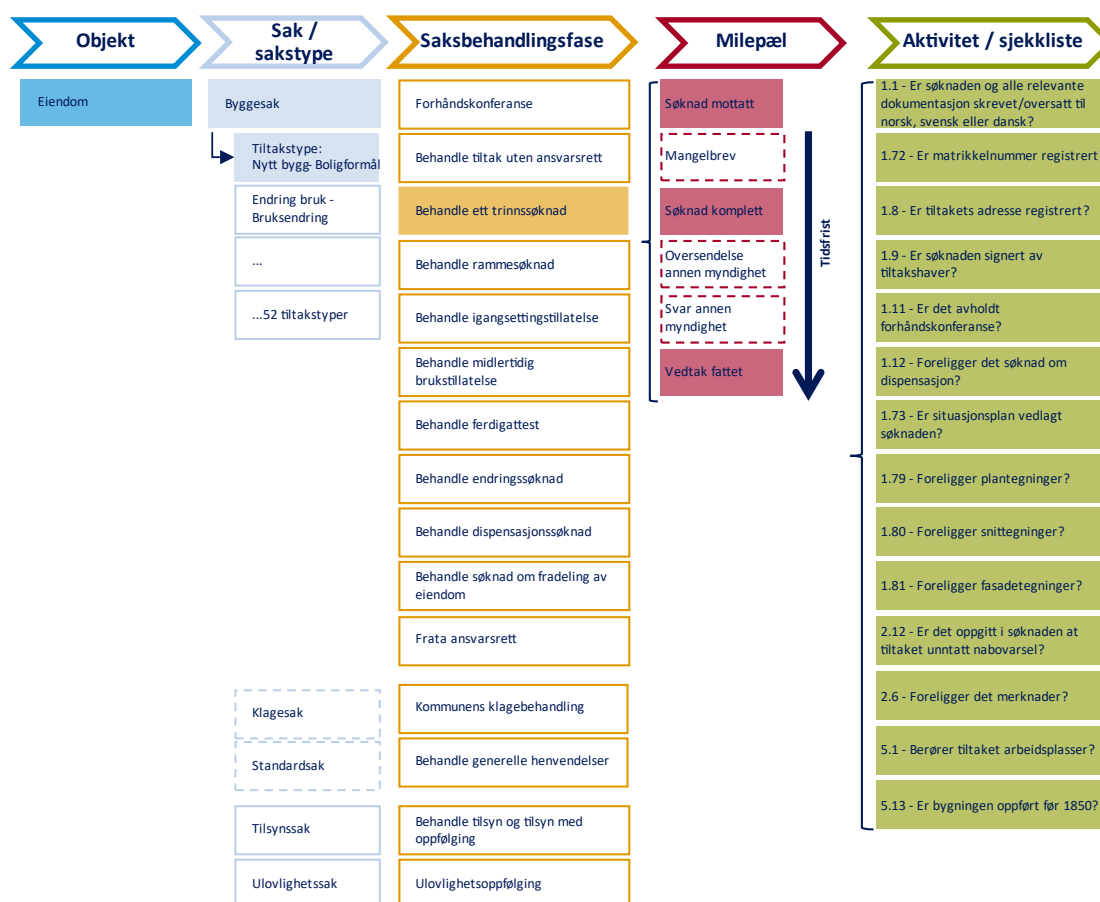 Objekt
Sak /
sakstype
Saksbehandlingsfase
Milepæl
Aktivitet / sjekkliste
Eiendom
Byggesak
Tiltakstype:
Nytt bygg- Boligformål
Endring bruk -
Bruksendring
...
...52 tiltakstyper
Klagesak
Standardsak
Tilsynssak
Ulovlighetssak
Forhåndskonferanse
Behandle tiltak uten ansvarsrett
Behandle ett trinnssøknad
Behandle rammesøknad
Behandle igangsettingstillatelse
Behandle midlertidig
brukstillatelse
Behandle ferdigattest
Behandle endringssøknad
Behandle dispensasjonssøknad
Behandle søknad om fradeling av
eiendom
Frata ansvarsrett
Kommunens klagebehandling
Behandle generelle henvendelser
Behandle tilsyn og tilsyn med
oppfølging
Ulovlighetsoppfølging
Søknad mottatt
Mangelbrev
Søknad komplett
Oversendelse
annen myndighet
Svar annen
myndighet
Vedtak fattet
Tidsfrist
1.1 - Er søknaden og alle relevante
dokumentasjon skrevet/oversatt til
norsk, svensk eller dansk?
1.72 - Er matrikkelnummer registrert
1.8 - Er tiltakets adresse registrert?
1.9 - Er søknaden signert av
tiltakshaver?
1.11 - Er det avholdt
forhåndskonferanse?
1.12 - Foreligger det søknad om
dispensasjon?
1.73 - Er situasjonsplan vedlagt
søknaden?
1.79 - Foreligger plantegninger?
1.80 - Foreligger snittegninger?
1.81 - Foreligger fasadetegninger?
2.12 - Er det oppgitt i søknaden at
tiltaket unntatt nabovarsel?
2.6 - Foreligger det merknader?
5.1 - Berører tiltaket arbeidsplasser?
5.13 - Er bygningen oppført før 1850?